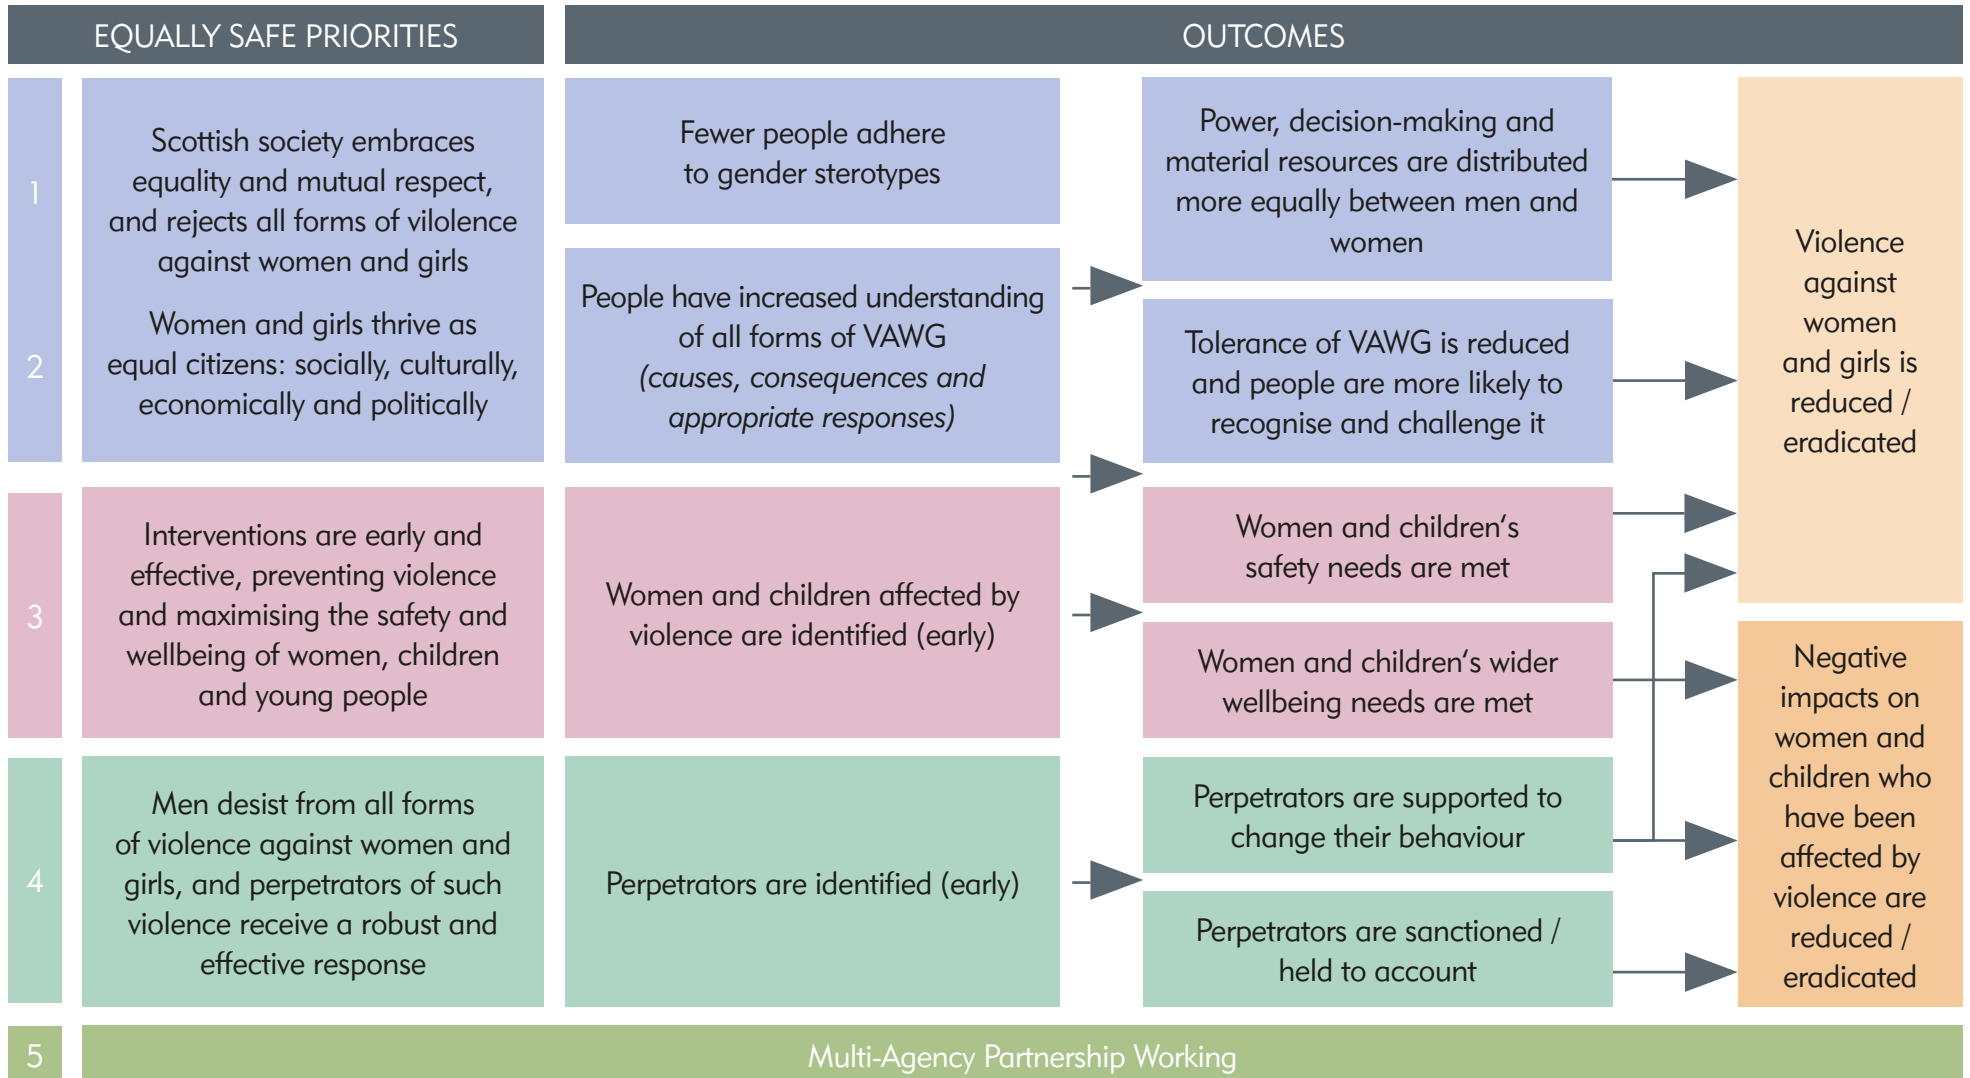 EQUALLY SAFE PRIORITIES
OUTCOMES
1
Scottish society embraces
equality and mutual respect,
and rejects all forms of vilolence
against women and girls
2
Women and girls thrive as
equal citizens: socially, culturally,
economically and politically
Fewer people adhere
to gender sterotypes
People have increased understanding
of all forms of VAWG
(causes, consequences and
appropriate responses)
Power, decision-making and
material resources are distributed
more equally between men and
women
Tolerance of VAWG is reduced
and people are more likely to
recognise and challenge it
Violence
against
women
and girls is
reduced /
eradicated
3
Interventions are early and
effective, preventing violence
and maximising the safety and
wellbeing of women, children
and young people
Women and children affected by
violence are identified (early)
Women and children‘s
safety needs are met
Women and children‘s wider
wellbeing needs are met
Negative
impacts on
women and
children who
have been
affected by
violence are
reduced /
eradicated
4
Men desist from all forms
of violence against women and
girls, and perpetrators of such
violence receive a robust and
effective response
Perpetrators are identified (early)
Perpetrators are supported to
change their behaviour
Perpetrators are sanctioned /
held to account
5
Multi-Agency Partnership Working